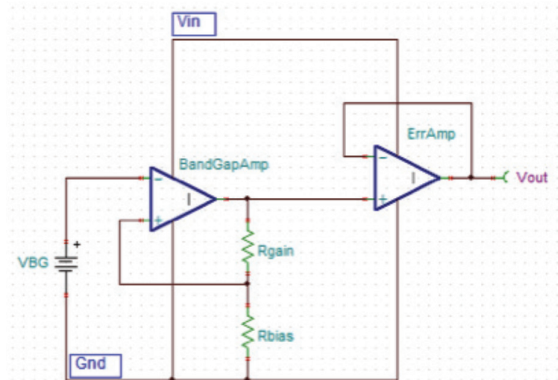 Vin
ErrAmp
BandGapAmp
Vout
Rgain
VBG
Rbias
Gnd